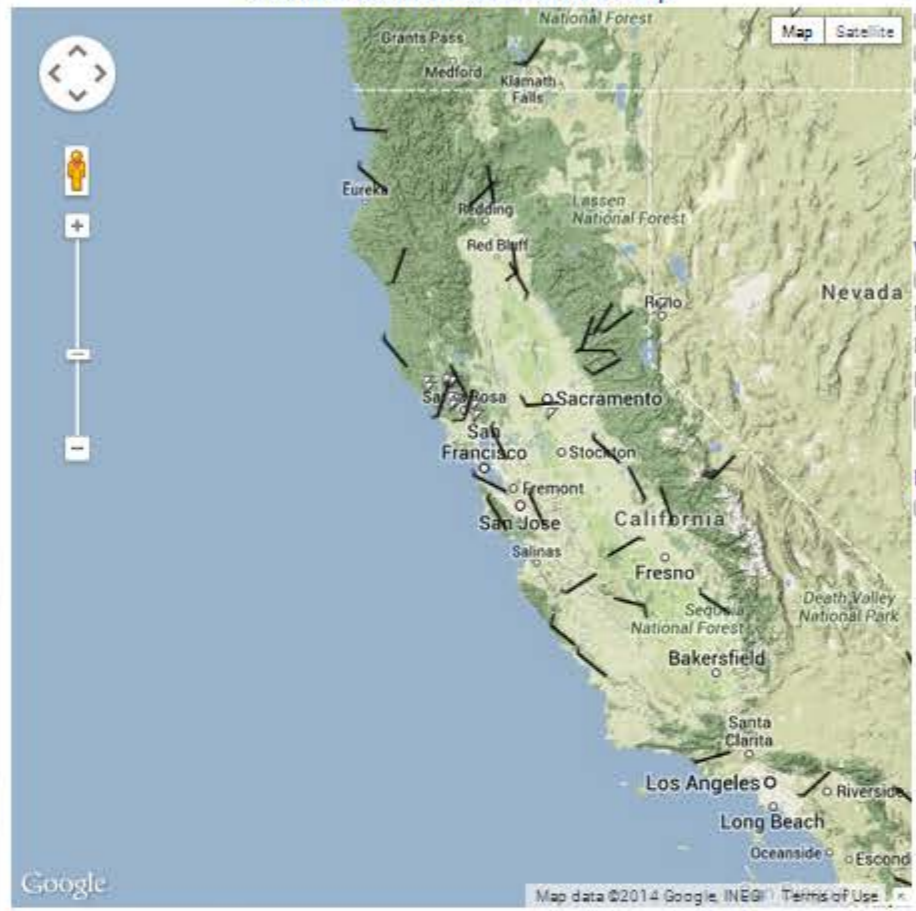 National Forest
Map
Satellite
Grants Pass
Medford
Klamath
Falls
Eureka
Redding
Lassen
National Forest
Red Bluff
Nevada
Reno
Sacramento
San
Francisco
Stockton
Fremont
San Jose
California
Salinas
Fresno
Death Valley
National Park
Sequoia
National Forest
Bakersfield
Santa
Clarita
Los Angeles
Riverside
Long Beach
Oceanside
Escond
Google
Map data ©2014 Google, INEGI
Terms of Use